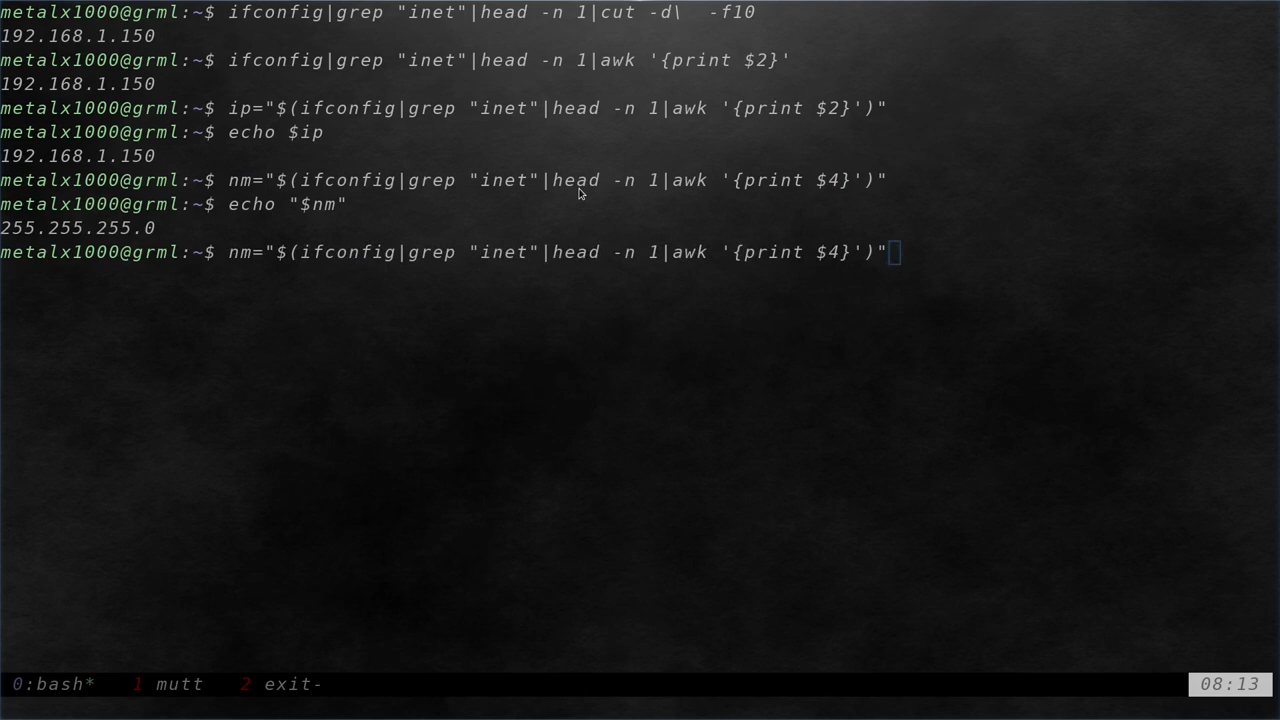 metalx1000@grml:~$ ifconfig|grep "inet"|head -n 1|cut -d\  -f10
192.168.1.150
metalx1000@grml:~$ ifconfig|grep "inet"|head -n 1|awk '{print $2}'
192.168.1.150
metalx1000@grml:~$ ip="$(ifconfig|grep "inet"|head -n 1|awk '{print $2}')"
metalx1000@grml:~$ echo $ip
192.168.1.150
metalx1000@grml:~$ nm="$(ifconfig|grep "inet"|head -n 1|awk '{print $4}')"
metalx1000@grml:~$ echo "$nm"
255.255.255.0
metalx1000@grml:~$ nm="$(ifconfig|grep "inet"|head -n 1|awk '{print $4}')"
0:bash*   1 mutt   2 exit-   08:13